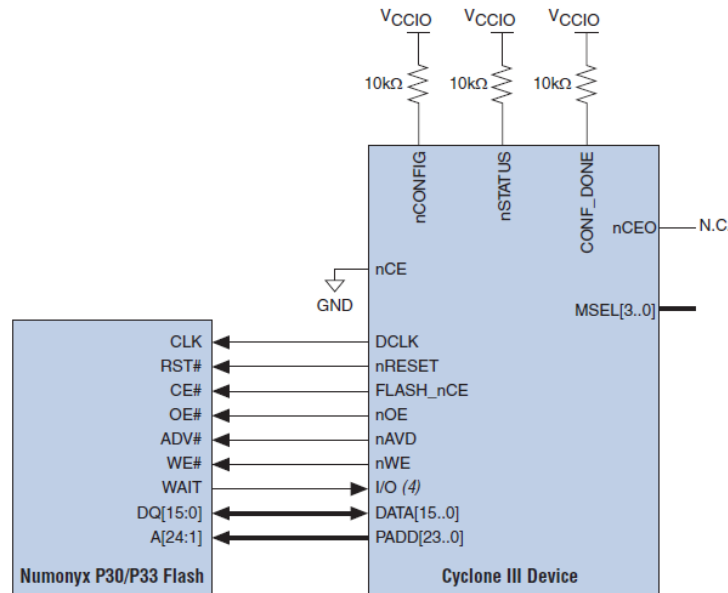 VCCIO VCCIO VCCIO
10kΩ 10kΩ 10kΩ
nCONFIG
nSTATUS
CONF_DONE
nCEO N.C
nCE
GND
MSEL[3..0]
CLK DCLK
RST# nRESET
CE# FLASH_nCE
OE# nOE
ADV# nAVD
WE# nWE
WAIT I/O (4)
DQ[15:0] DATA[15..0]
A[24:1] PADD[23..0]
Numonyx P30/P33 Flash Cyclone III Device